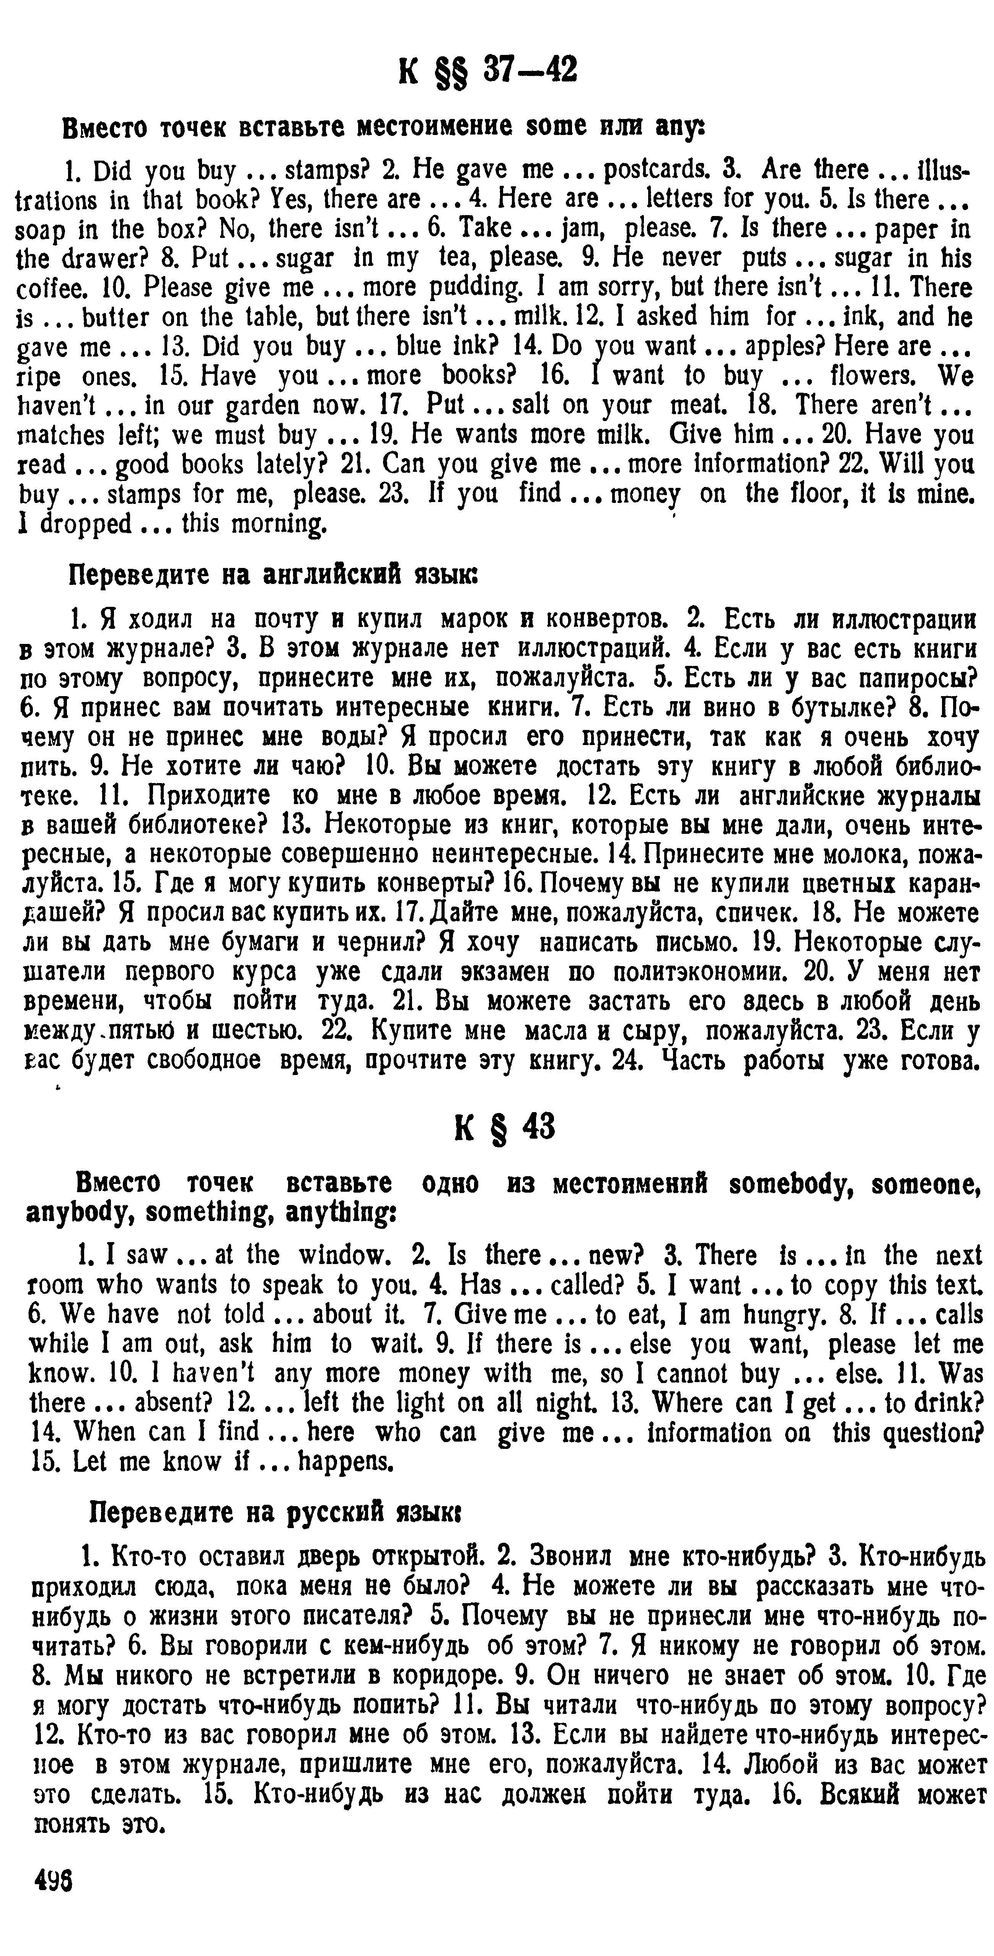 К §§ 37—42
Вместо точек вставьте местоимение some или any:
1. Did you buy ... stamps? 2. He gave me ... postcards. 3. Are there ... illus-
trations in that book? Yes, there are ... 4. Here are ... letters for you. 5. Is there ...
soap in the box? No, there isn't ... 6. Take ... jam, please. 7. Is there ... paper in
the drawer? 8. Put ... sugar in my tea, please. 9. He never puts ... sugar in his
coffee. 10. Please give me ... more pudding. I am sorry, but there isn't ... 11. There
is ... butter on the table, but there isn't ... milk. 12. I asked him for ... ink, and he
gave me ... 13. Did you buy ... blue ink? 14. Do you want ... apples? Here are ...
ripe ones. 15. Have you ... more books? 16. I want to buy ... flowers. We
haven't ... in our garden now. 17. Put ... salt on your meat. 18. There aren't ...
matches left; we must buy ... 19. He wants more milk. Give him ... 20. Have you
read ... good books lately? 21. Can you give me ... more information? 22. Will you
buy ... stamps for me, please. 23. If you find ... money on the floor, it is mine.
I dropped ... this morning.
Переведите на английский язык:
1. Я ходил на почту и купил марок и конвертов. 2. Есть ли иллюстрации
в этом журнале? 3. В этом журнале нет иллюстраций. 4. Если у вас есть книги
по этому вопросу, принесите мне их, пожалуйста. 5. Есть ли у вас папиросы?
6. Я принес вам почитать интересные книги. 7. Есть ли вино в бутылке? 8. По-
чему он не принес мне воды? Я просил его принести, так как я очень хочу
пить. 9. Не хотите ли чаю? 10. Вы можете достать эту книгу в любой библио-
теке. 11. Приходите ко мне в любое время. 12. Есть ли английские журналы
в вашей библиотеке? 13. Некоторые из книг, которые вы мне дали, очень инте-
ресные, а некоторые совершенно неинтересные. 14. Принесите мне молока, пожа-
луйста. 15. Где я могу купить конверты? 16. Почему вы не купили цветных каран-
дашей? Я просил вас купить их. 17. Дайте мне, пожалуйста, спичек. 18. Не можете
ли вы дать мне бумаги и чернил? Я хочу написать письмо. 19. Некоторые слу-
шатели первого курса уже сдали экзамен по политэкономии. 20. У меня нет
времени, чтобы пойти туда. 21. Вы можете застать его здесь в любой день
между пятью и шестью. 22. Купите мне масла и сыру, пожалуйста. 23. Если у
вас будет свободное время, прочтите эту книгу. 24. Часть работы уже готова.
К § 43
Вместо точек вставьте одно из местоимений somebody, someone,
anybody, something, anything:
1. I saw ... at the window. 2. Is there ... new? 3. There is ... in the next
room who wants to speak to you. 4. Has ... called? 5. I want ... to copy this text.
6. We have not told ... about it. 7. Give me ... to eat, I am hungry. 8. If ... calls
while I am out, ask him to wait. 9. If there is ... else you want, please let me
know. 10. I haven't any more money with me, so I cannot buy ... else. 11. Was
there ... absent? 12. ... left the light on all night. 13. Where can I get ... to drink?
14. When can I find ... here who can give me ... information on this question?
15. Let me know if ... happens.
Переведите на русский язык:
1. Кто-то оставил дверь открытой. 2. Звонил мне кто-нибудь? 3. Кто-нибудь
приходил сюда, пока меня не было? 4. Не можете ли вы рассказать мне что-
нибудь о жизни этого писателя? 5. Почему вы не принесли мне что-нибудь по-
читать? 6. Вы говорили с кем-нибудь об этом? 7. Я никому не говорил об этом.
8. Мы никого не встретили в коридоре. 9. Он ничего не знает об этом. 10. Где
я могу достать что-нибудь попить? 11. Вы читали что-нибудь по этому вопросу?
12. Кто-то из вас говорил мне об этом. 13. Если вы найдете что-нибудь интерес-
ное в этом журнале, пришлите мне его, пожалуйста. 14. Любой из вас может
это сделать. 15. Кто-нибудь из нас должен пойти туда. 16. Всякий может
понять это.
496